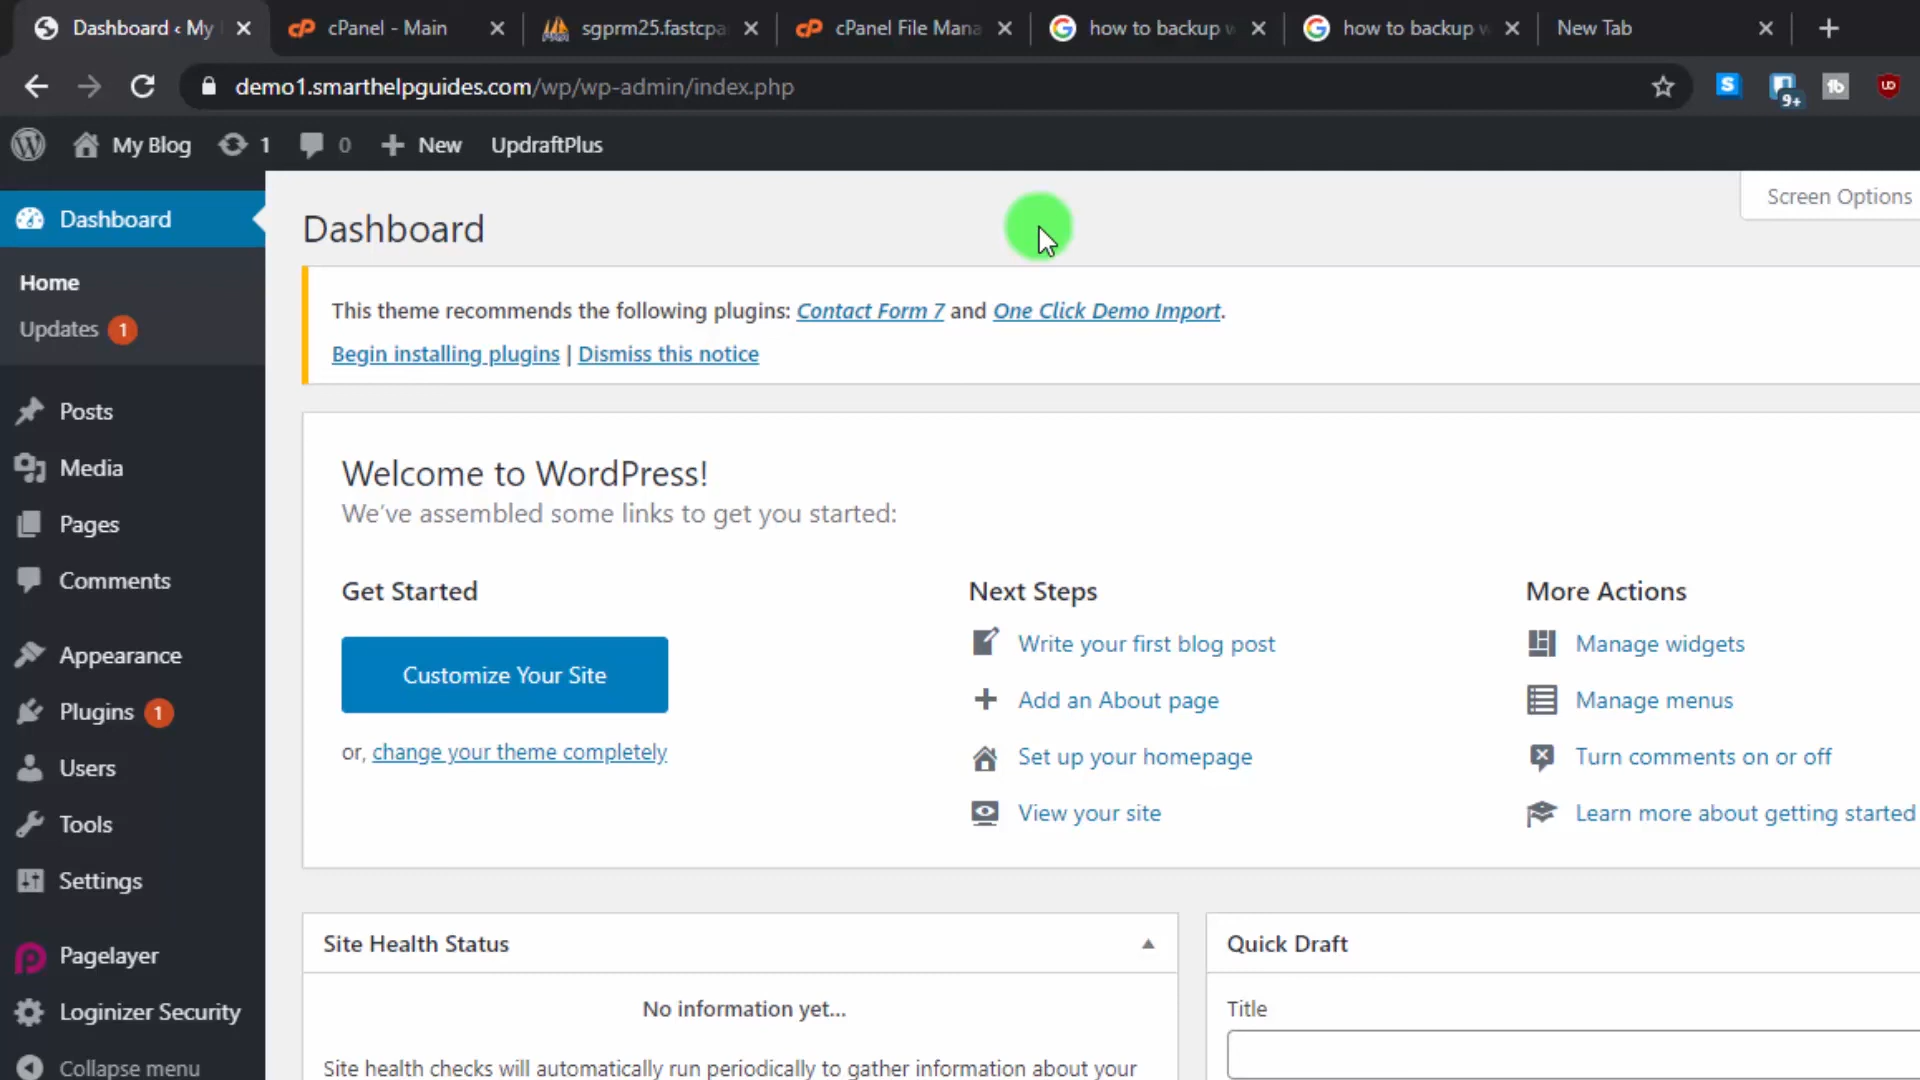 Dashboard ‹ My
cPanel - Main
sgprm25.fastcpa
cPanel File Mana
how to backup w
how to backup w
New Tab
demo1.smarthelpguides.com/wp/wp-admin/index.php
S
9+
tb
UD
My Blog
1
0
New
UpdraftPlus
Screen Options
Dashboard
Home
Updates 1
Posts
Media
Pages
Comments
Appearance
Plugins 1
Users
Tools
Settings
Pagelayer
Loginizer Security
Collapse menu
Dashboard
This theme recommends the following plugins: Contact Form 7 and One Click Demo Import.
Begin installing plugins | Dismiss this notice
Welcome to WordPress!
We've assembled some links to get you started:
Get Started
Customize Your Site
or, change your theme completely
Next Steps
Write your first blog post
Add an About page
Set up your homepage
View your site
More Actions
Manage widgets
Manage menus
Turn comments on or off
Learn more about getting started
Site Health Status
No information yet...
Site health checks will automatically run periodically to gather information about your
Quick Draft
Title